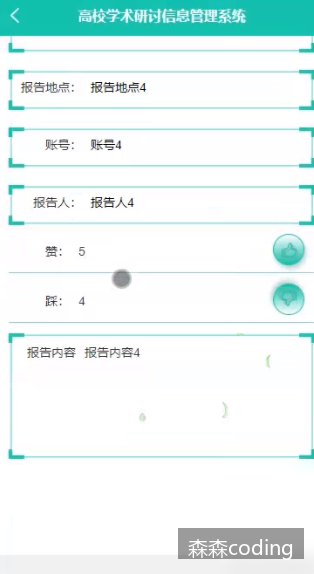 高校学术研讨信息管理系统
报告地点： 报告地点4
账号： 账号4
报告人： 报告人4
赞： 5
踩： 4
报告内容 报告内容4
森森coding